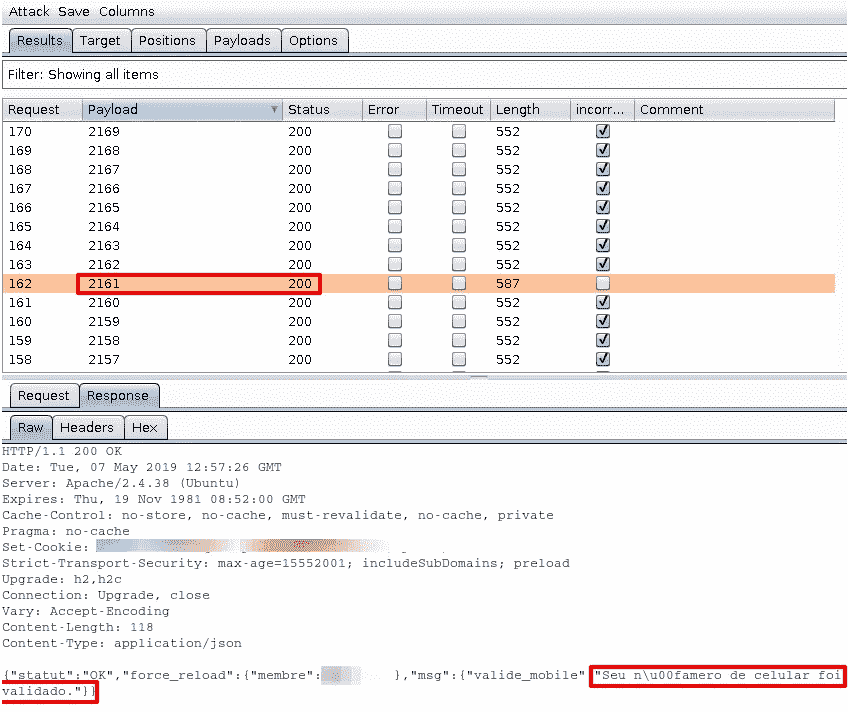 Attack Save Columns
Results Target Positions Payloads Options
Filter: Showing all items
Request Payload Status Error Timeout Length incorr... Comment
170 2169 200 552
169 2168 200 552
168 2167 200 552
167 2166 200 552
166 2165 200 552
165 2164 200 552
164 2163 200 552
163 2162 200 552
162 2161 200 587
161 2160 200 552
160 2159 200 552
159 2158 200 552
158 2157 200 552
Request Response
Raw Headers Hex
HTTP/1.1 200 OK
Date: Tue, 07 May 2019 12:57:26 GMT
Server: Apache/2.4.38 (Ubuntu)
Expires: Thu, 19 Nov 1981 08:52:00 GMT
Cache-Control: no-store, no-cache, must-revalidate, no-cache, private
Pragma: no-cache
Set-Cookie:
Strict-Transport-Security: max-age=15552001; includeSubDomains; preload
Upgrade: h2,h2c
Connection: Upgrade, close
Vary: Accept-Encoding
Content-Length: 118
Content-Type: application/json
{"statut":"OK","force_reload":{"membre": },"msg":{"valide_mobile" "Seu n\u00famero de celular foi
validado."}}